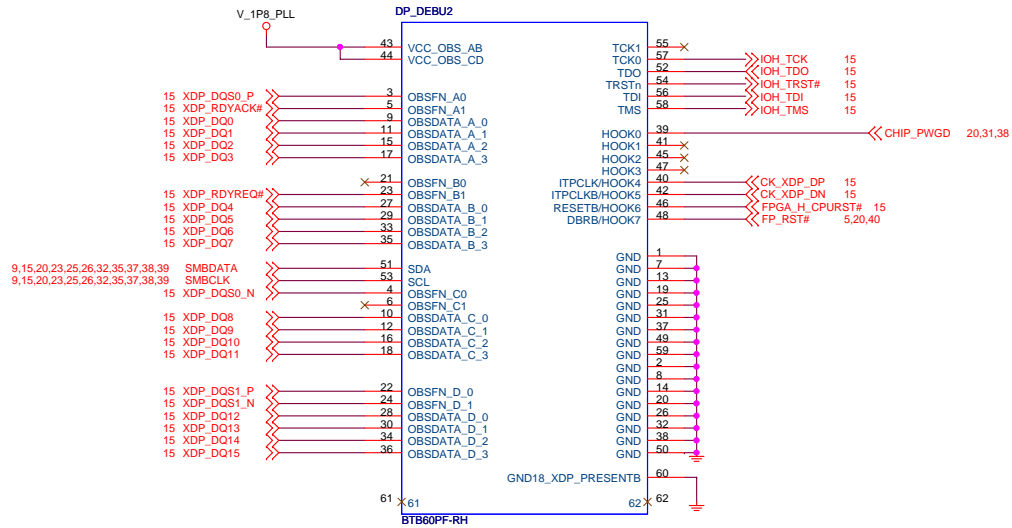 DP_DEBU2
V_1P8_PLL
43 VCC_OBS_AB
44 VCC_OBS_CD
15 XDP_DQS0_P 3 OBSFN_A0
15 XDP_RDYACK# 5 OBSFN_A1
15 XDP_DQ0 9 OBSDATA_A_0
15 XDP_DQ1 11 OBSDATA_A_1
15 XDP_DQ2 15 OBSDATA_A_2
15 XDP_DQ3 17 OBSDATA_A_3
21 OBSFN_B0
15 XDP_RDYREQ# 23 OBSFN_B1
15 XDP_DQ4 27 OBSDATA_B_0
15 XDP_DQ5 29 OBSDATA_B_1
15 XDP_DQ6 33 OBSDATA_B_2
15 XDP_DQ7 35 OBSDATA_B_3
9,15,20,23,25,26,32,35,37,38,39 SMBDATA 51 SDA
9,15,20,23,25,26,32,35,37,38,39 SMBCLK 53 SCL
15 XDP_DQS0_N 4 OBSFN_C0
6 OBSFN_C1
15 XDP_DQ8 10 OBSDATA_C_0
15 XDP_DQ9 12 OBSDATA_C_1
15 XDP_DQ10 16 OBSDATA_C_2
15 XDP_DQ11 18 OBSDATA_C_3
15 XDP_DQS1_P 22 OBSFN_D_0
15 XDP_DQS1_N 24 OBSFN_D_1
15 XDP_DQ12 28 OBSDATA_D_0
15 XDP_DQ13 30 OBSDATA_D_1
15 XDP_DQ14 34 OBSDATA_D_2
15 XDP_DQ15 36 OBSDATA_D_3
61 61
TCK1 55
TCK0 57 IOH_TCK 15
TDO 52 IOH_TDO 15
TRSTn 54 IOH_TRST# 15
TDI 56 IOH_TDI 15
TMS 58 IOH_TMS 15
HOOK0 39 CHIP_PWGD 20,31,38
HOOK1 41
HOOK2 45
HOOK3 47
ITPCLK/HOOK4 40 CK_XDP_DP 15
ITPCLKB/HOOK5 42 CK_XDP_DN 15
RESETB/HOOK6 46 FPGA_H_CPURST# 15
DBRB/HOOK7 48 FP_RST# 5,20,40
GND 1
GND 7
GND 13
GND 19
GND 25
GND 31
GND 37
GND 49
GND 59
GND 2
GND 8
GND 14
GND 20
GND 26
GND 32
GND 38
GND 50
GND18_XDP_PRESENTB 60
62 62
BTB60PF-RH